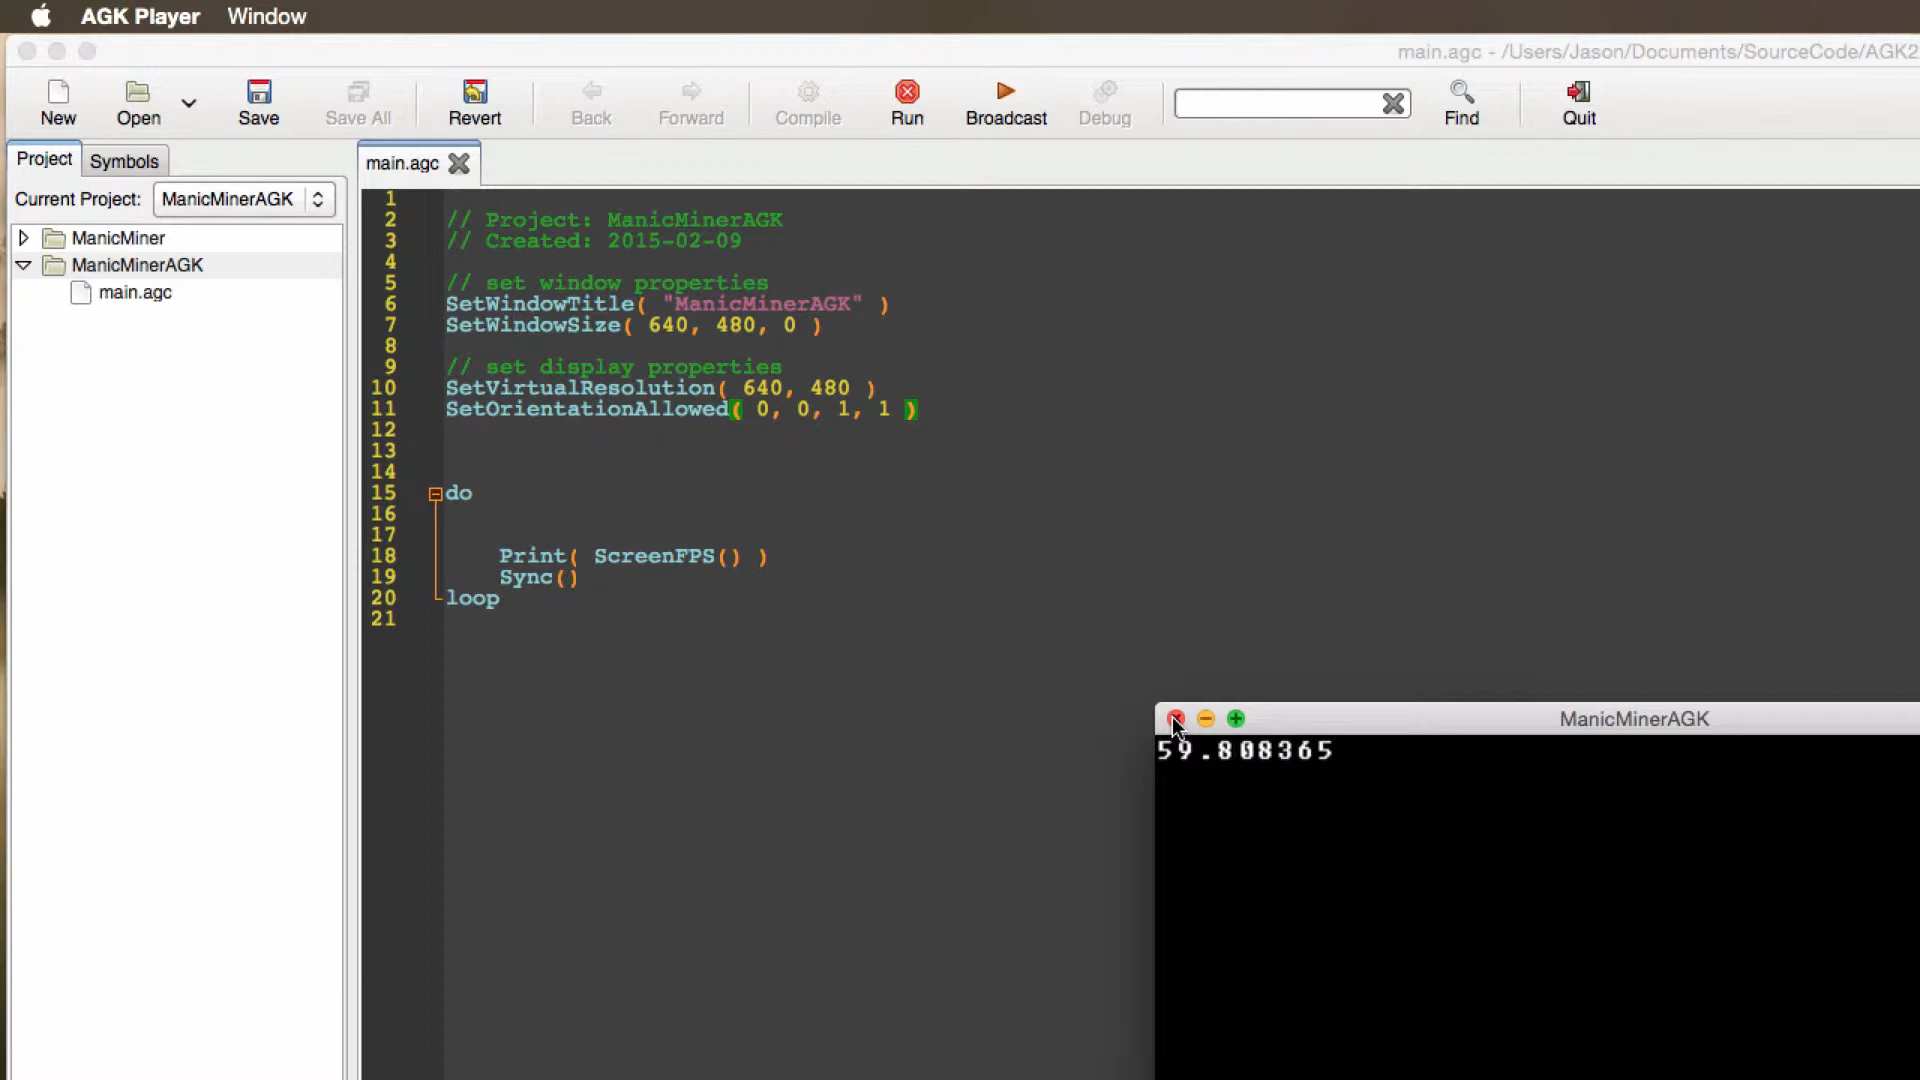 AGK Player Window
main.agc - /Users/Jason/Documents/SourceCode/AGK2
New Open Save Save All Revert Back Forward Compile Run Broadcast Debug Find Quit
Project Symbols
main.agc
Current Project: ManicMinerAGK
ManicMiner
ManicMinerAGK
main.agc
1
2 // Project: ManicMinerAGK
3 // Created: 2015-02-09
4
5 // set window properties
6 SetWindowTitle( "ManicMinerAGK" )
7 SetWindowSize( 640, 480, 0 )
8
9 // set display properties
10 SetVirtualResolution( 640, 480 )
11 SetOrientationAllowed( 0, 0, 1, 1 )
12
13
14
15 do
16
17
18 Print( ScreenFPS() )
19 Sync()
20 loop
21
ManicMinerAGK
59.808365